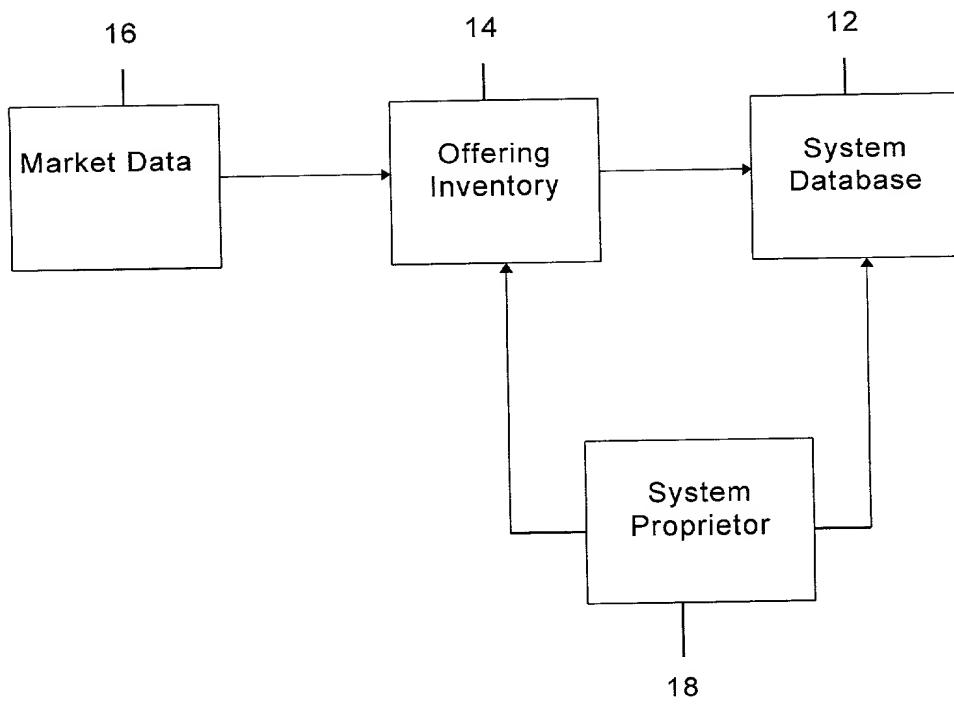 16
14
12
Market Data
Offering
Inventory
System
Database
System
Proprietor
18